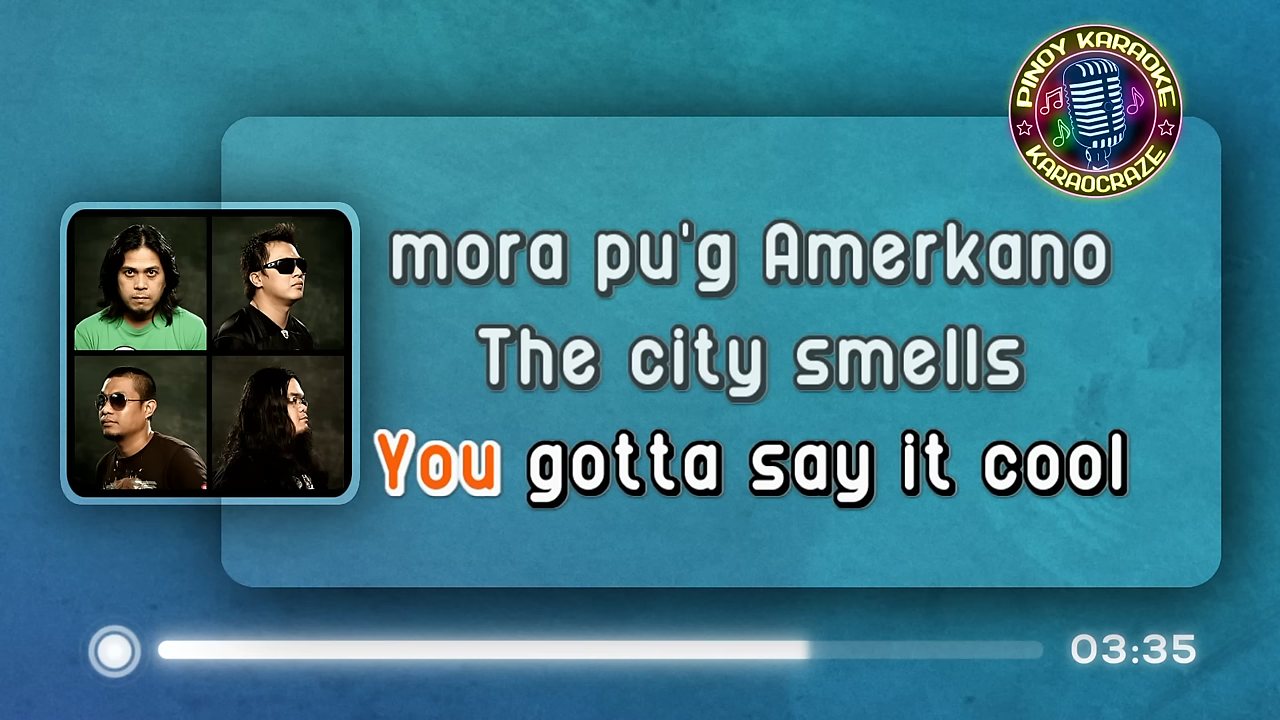 PINOY KARAOKE
KARAOCRAZE
mora pu'g Amerkano
The city smells
You gotta say it cool
03:35